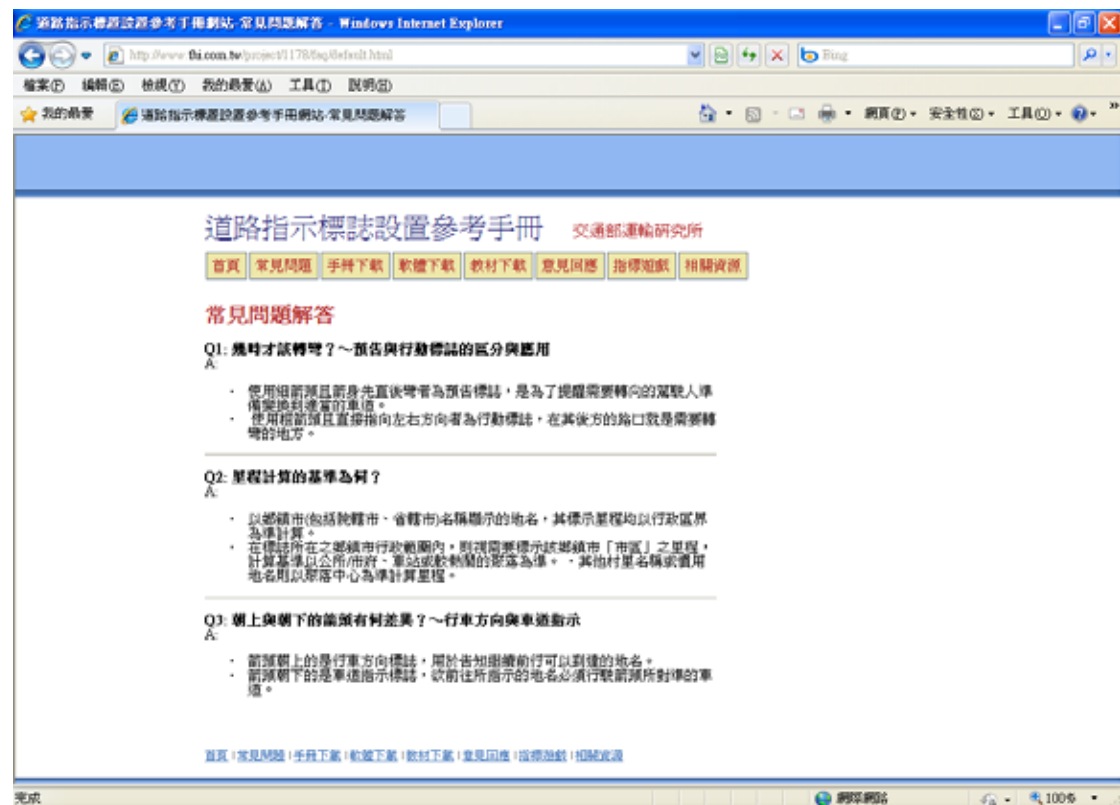 道路指示標誌設置參考手冊網站-常見問題解答 - Windows Internet Explorer
Bing
檔案(F) 編輯(E) 檢視(V) 我的最愛(A) 工具(T) 說明(H)
我的最愛 道路指示標誌設置參考手冊網站-常見問題解答 網頁(P) 安全性(S) 工具(O)
道路指示標誌設置參考手冊 交通部運輸研究所
首頁 常見問題 手冊下載 軟體下載 教材下載 意見回應 指標遊戲 相關資源
常見問題解答
Q1: 幾時才該轉彎?~預告與行動標誌的區分與應用
A:
· 使用細箭頭且箭身先直後彎者為預告標誌,是為了提醒需要轉向的駕駛人準
備變換到適當的車道。
· 使用粗箭頭且直接指向左右方向者為行動標誌,在其後方的路口就是需要轉
彎的地方。
Q2: 里程計算的基準為何?
A:
· 以鄉鎮市(包括院轄市、省轄市)名稱顯示的地名,其標示里程均以行政區界
為準計算。
· 在標誌所在之鄉鎮市行政範圍內,則視需要標示該鄉鎮市「市區」之里程,
計算基準以公所/市府、車站或較熱鬧的聚落為準。 ‧其他村里名稱或慣用
地名則以聚落中心為準計算里程。
Q3: 朝上與朝下的箭頭有何差異?~行車方向與車道指示
A:
· 箭頭朝上的是行車方向標誌,用於告知繼續前行可以到達的地名。
· 箭頭朝下的是車道指示標誌,欲前往所指示的地名必須行駛箭頭所對準的車
道。
首頁 | 常見問題 | 手冊下載 | 軟體下載 | 教材下載 | 意見回應 | 指標遊戲 | 相關資源
完成 網際網路 100%